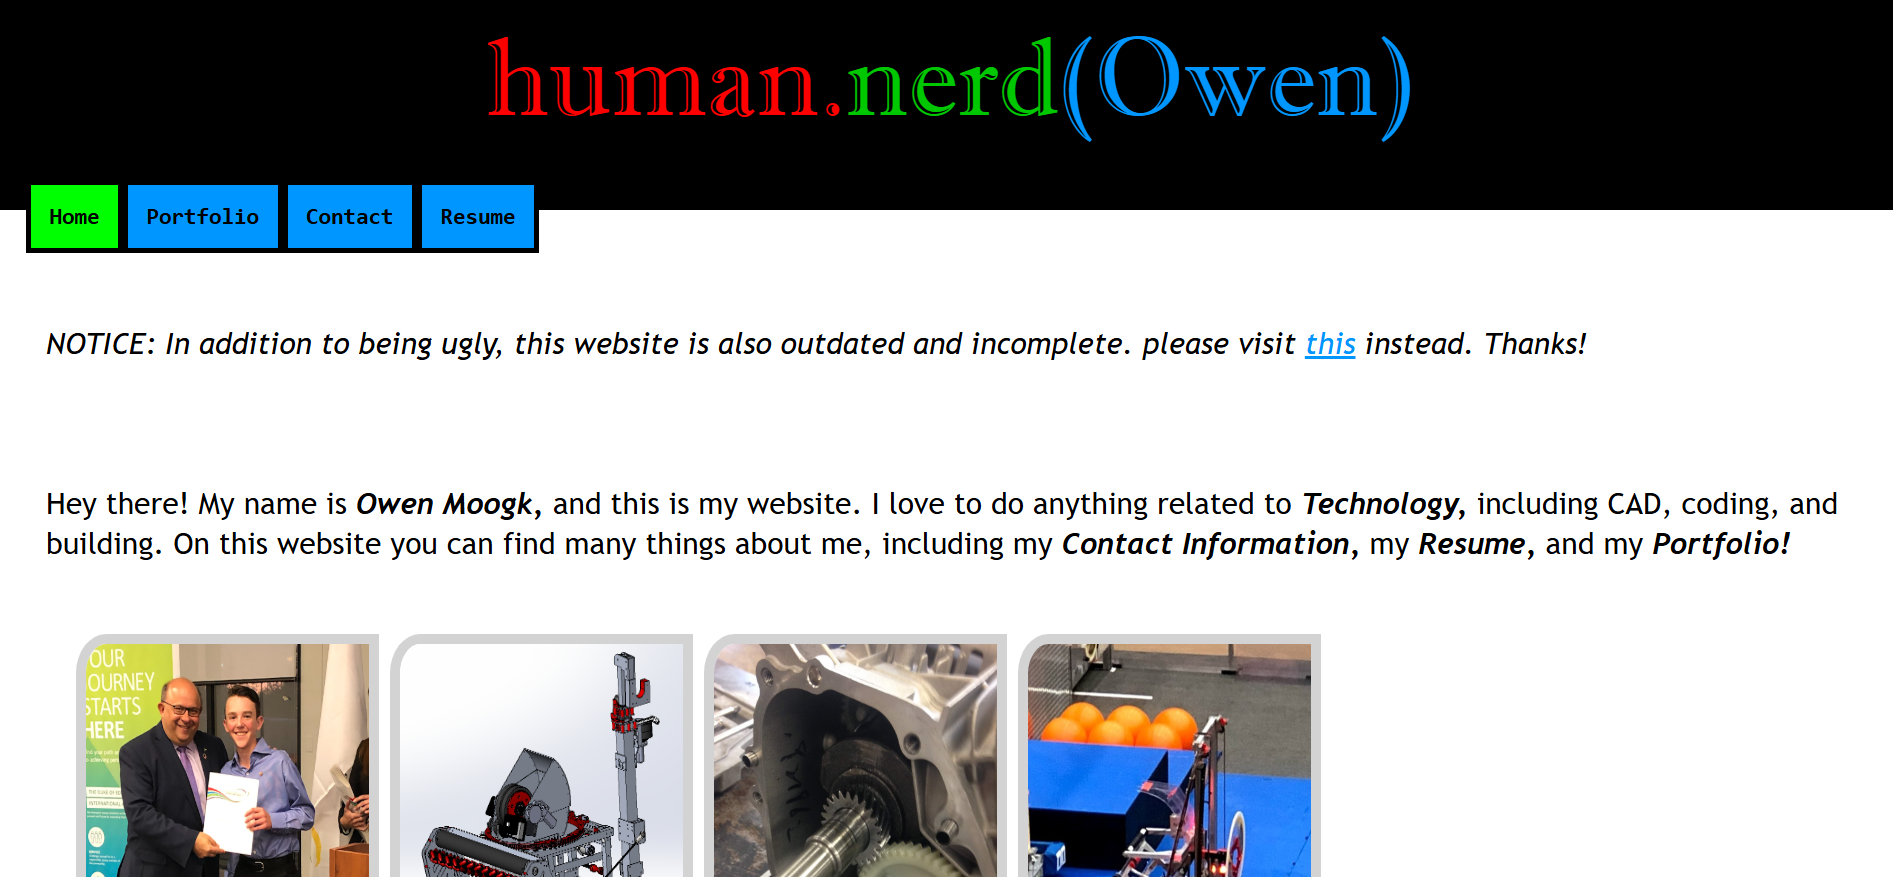 human.nerd(Owen)
Home Portfolio Contact Resume
NOTICE: In addition to being ugly, this website is also outdated and incomplete. please visit this instead. Thanks!
Hey there! My name is Owen Moogk, and this is my website. I love to do anything related to Technology, including CAD, coding, and
building. On this website you can find many things about me, including my Contact Information, my Resume, and my Portfolio!
OUR
OURNEY
STARTS
HERE